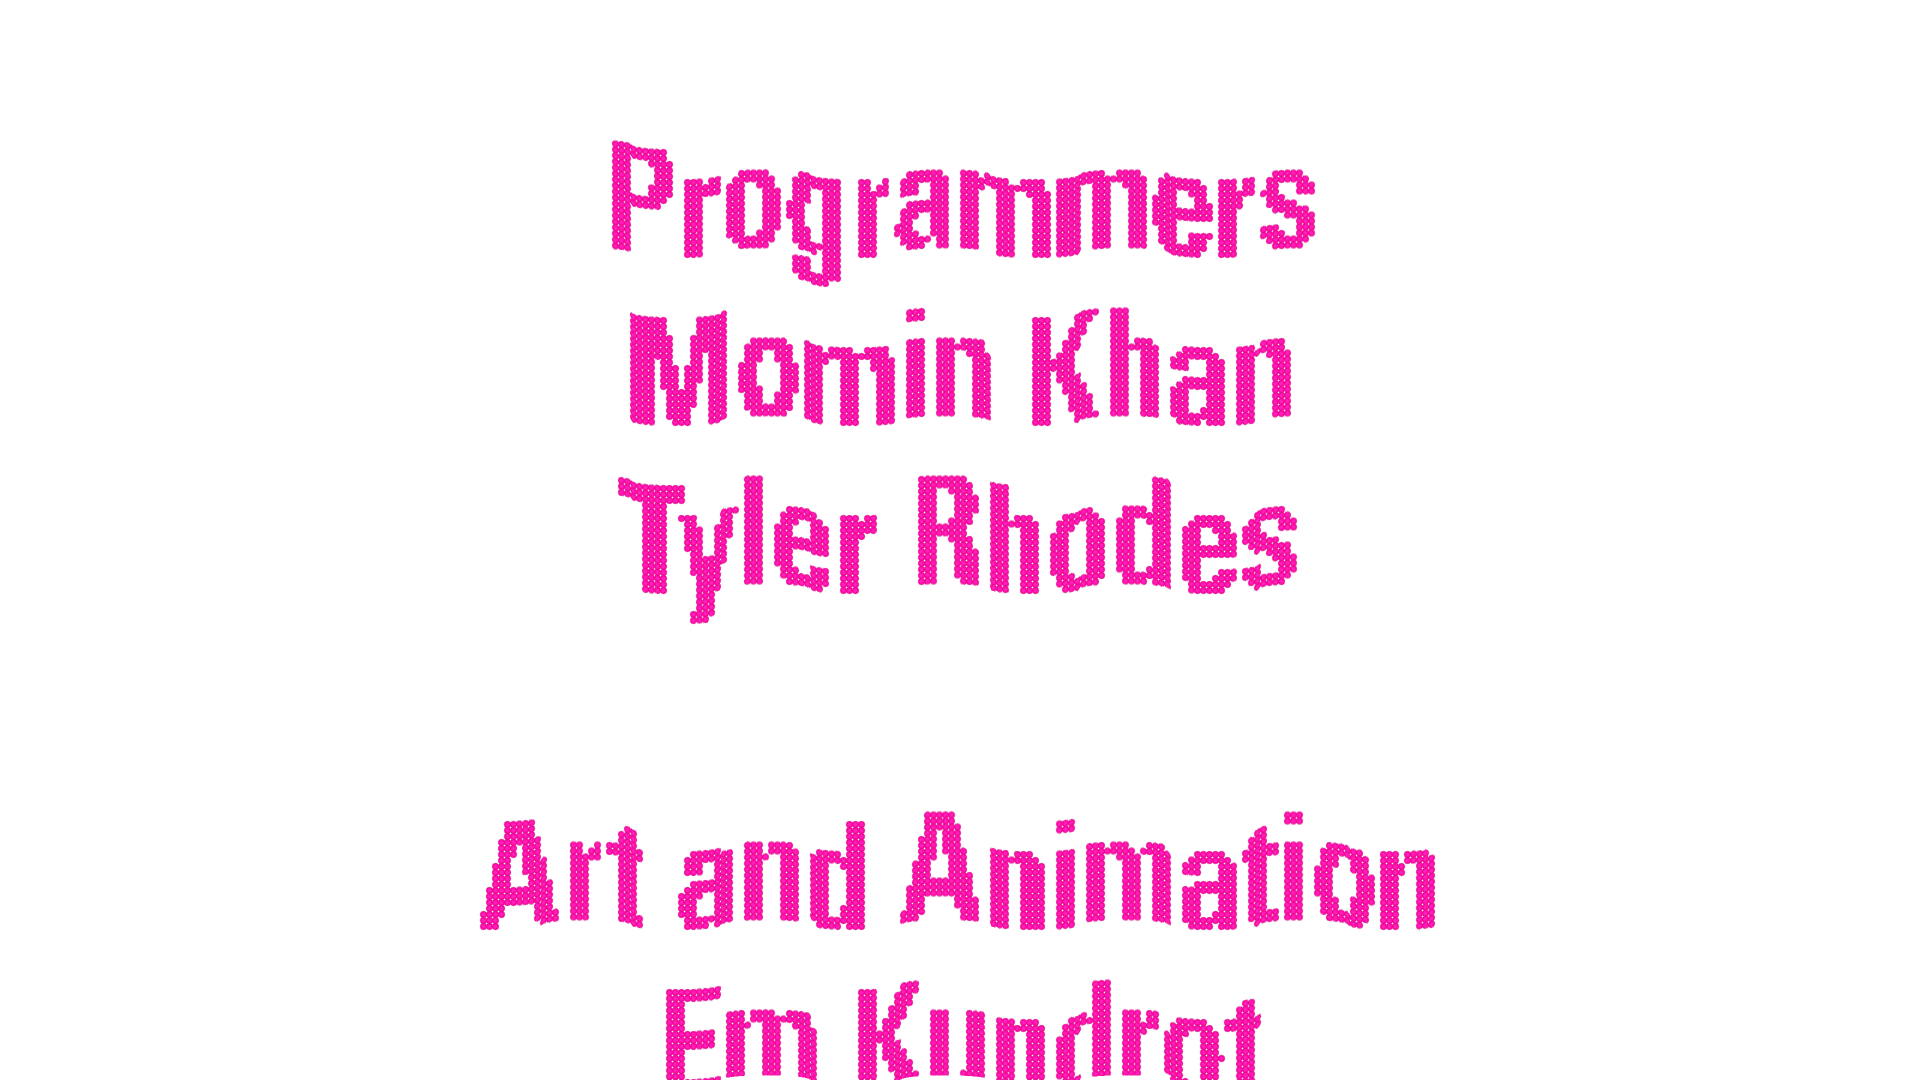 Programmers
Momin Khan
Tyler Rhodes
Art and Animation
Em Kundrot